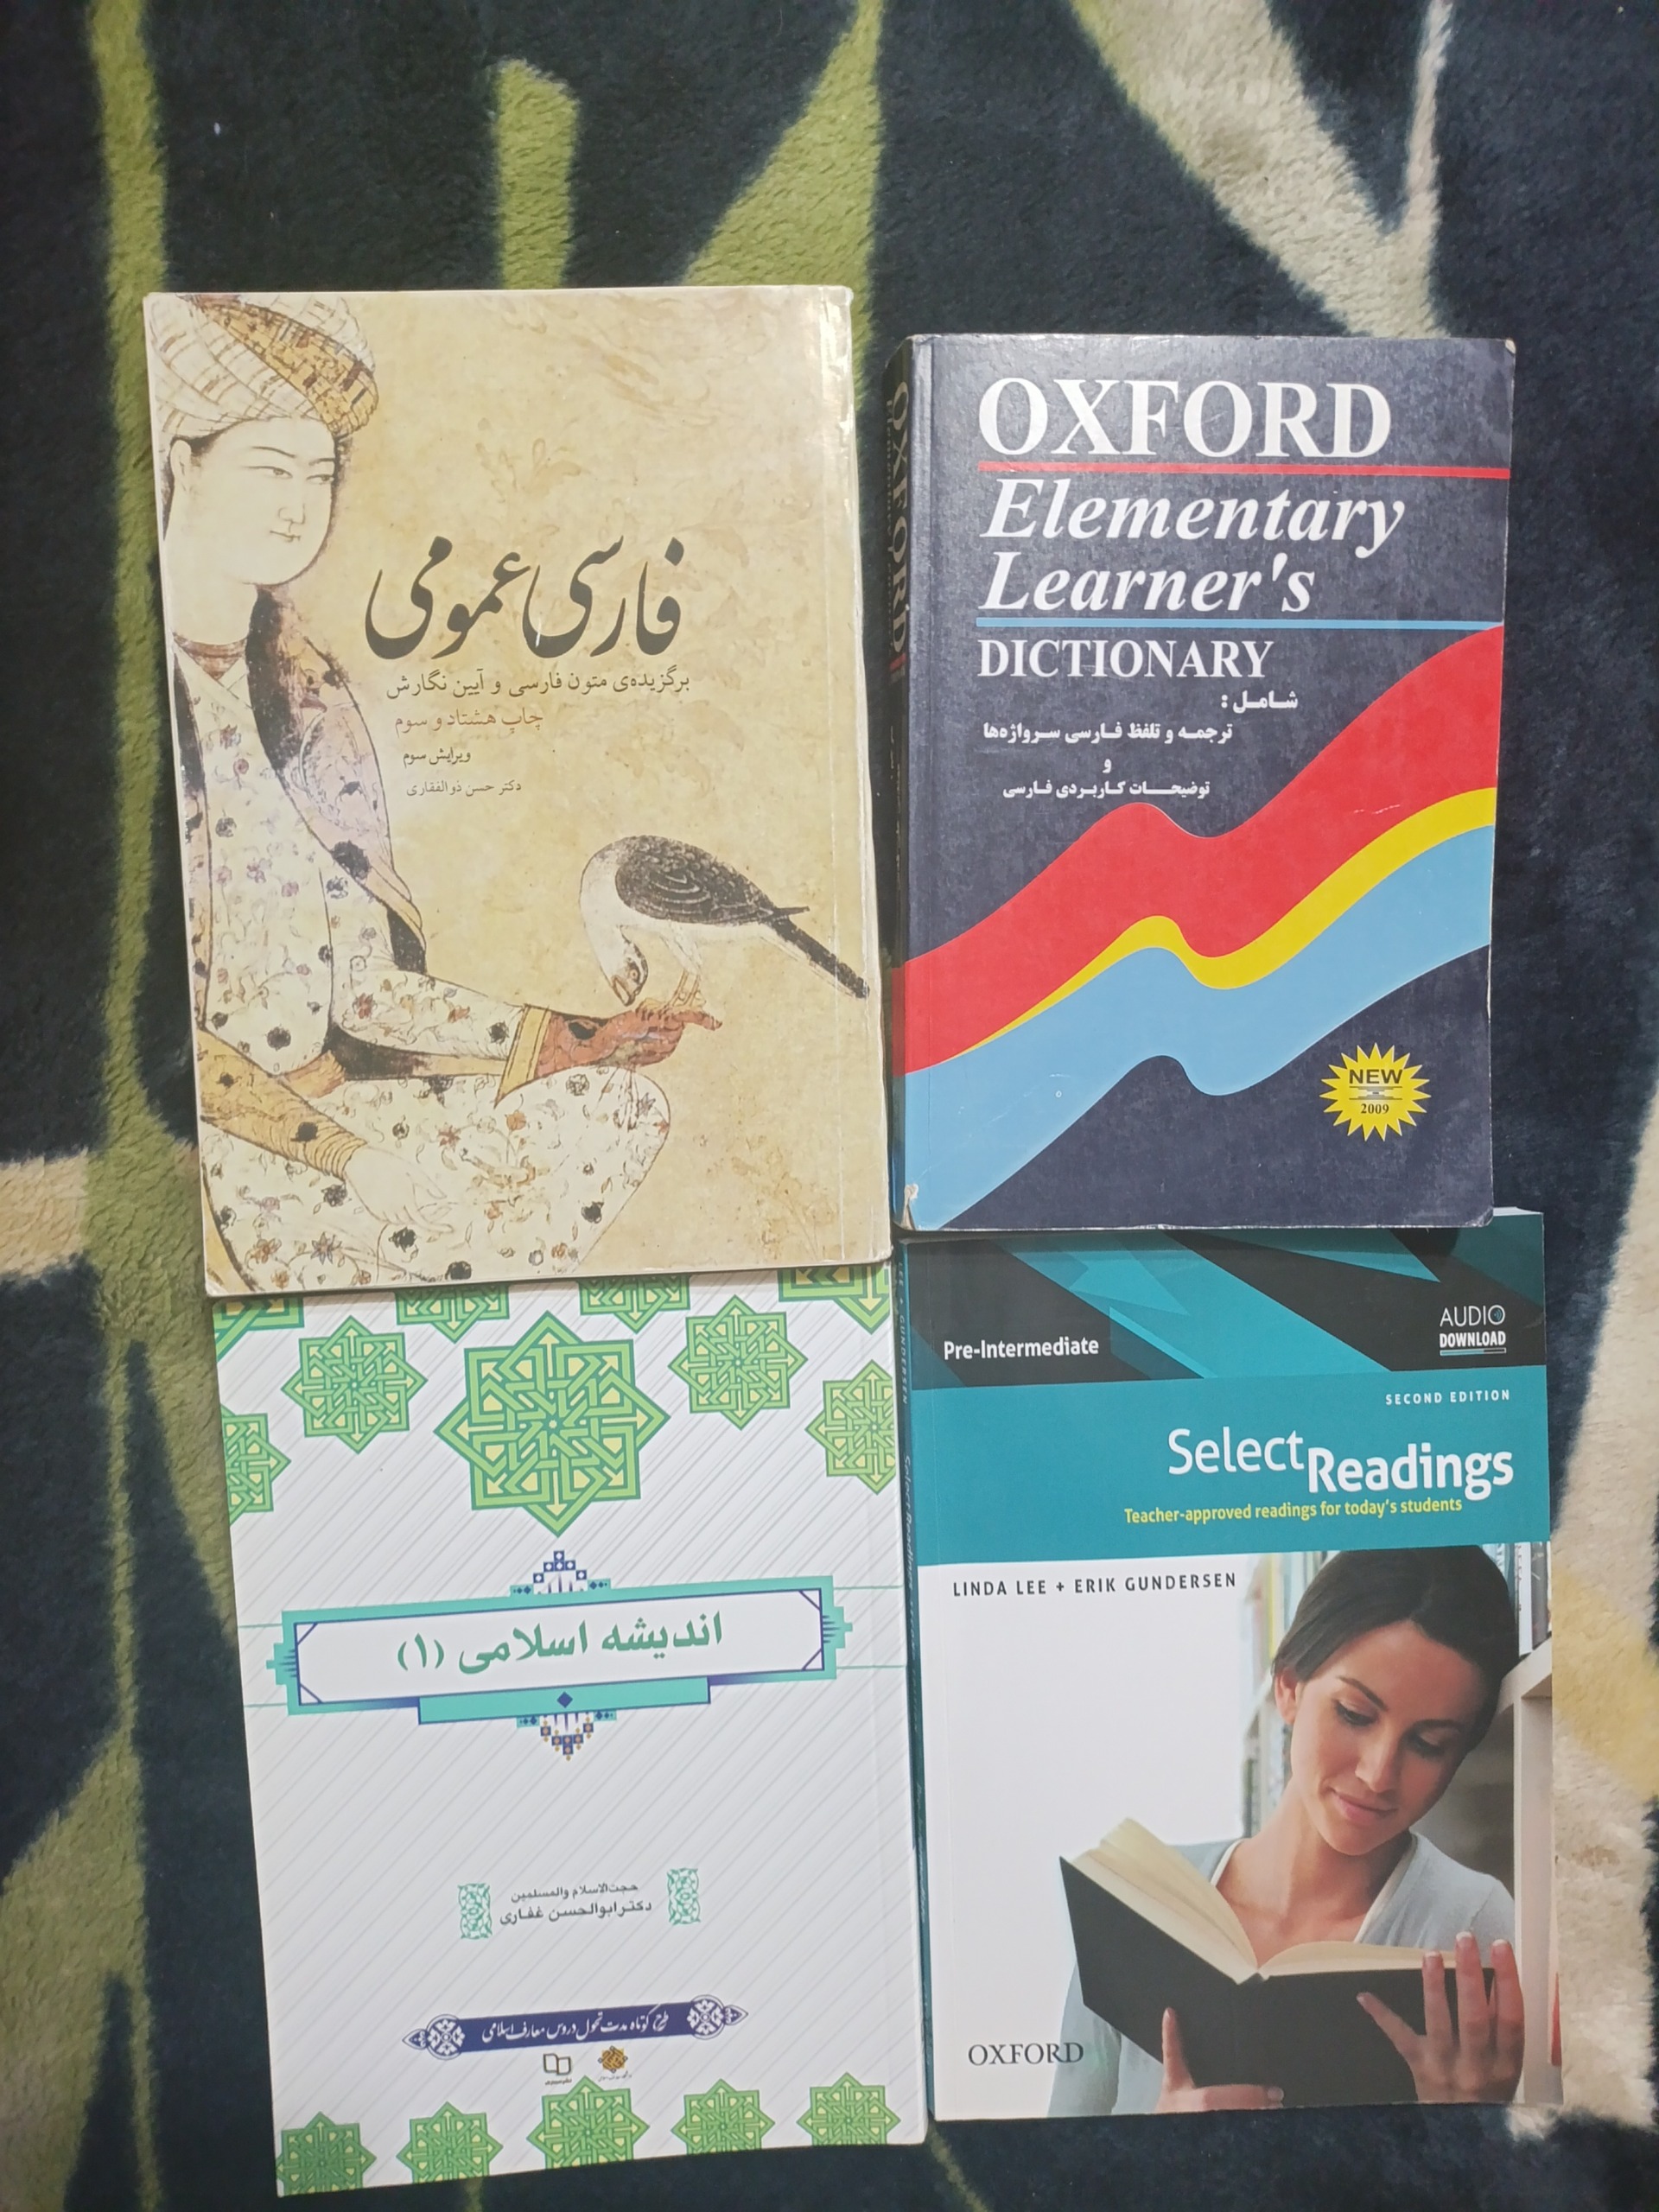 فارسی عمومی
برگزیده‌ی متون فارسی و آیین نگارش
چاپ هشتاد و سوم
ویرایش سوم
دکتر حسن ذوالفقاری
OXFORD
OXFORD
Elementary
Learner's
DICTIONARY
شامل :
ترجمه و تلفظ فارسی سرواژه‌ها
و
توضیحات کاربردی فارسی
NEW
2009
اندیشه اسلامی (۱)
حجت‌الاسلام والمسلمین
دکتر ابوالحسن غفاری
طرح کوتاه مدت تحول دروس معارف اسلامی
Pre-Intermediate
AUDIO
DOWNLOAD
SECOND EDITION
Select Readings
Teacher-approved readings for today's students
LINDA LEE + ERIK GUNDERSEN
OXFORD